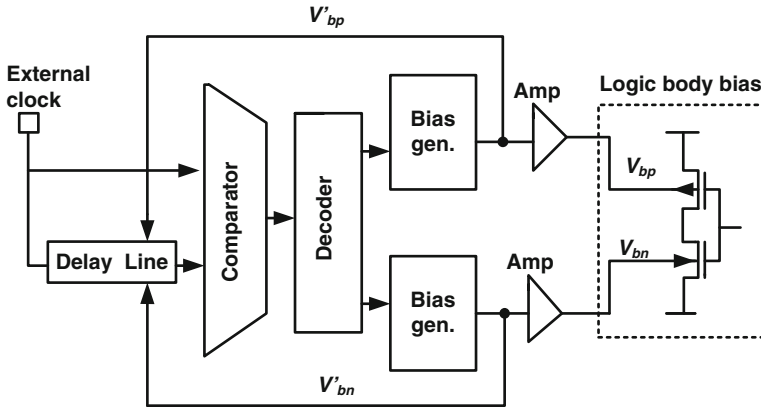 V'bp
External
clock
Amp
Logic body bias
Bias
gen.
Vbp
Comparator
Decoder
Delay Line
Vbn
Amp
Bias
gen.
V'bn